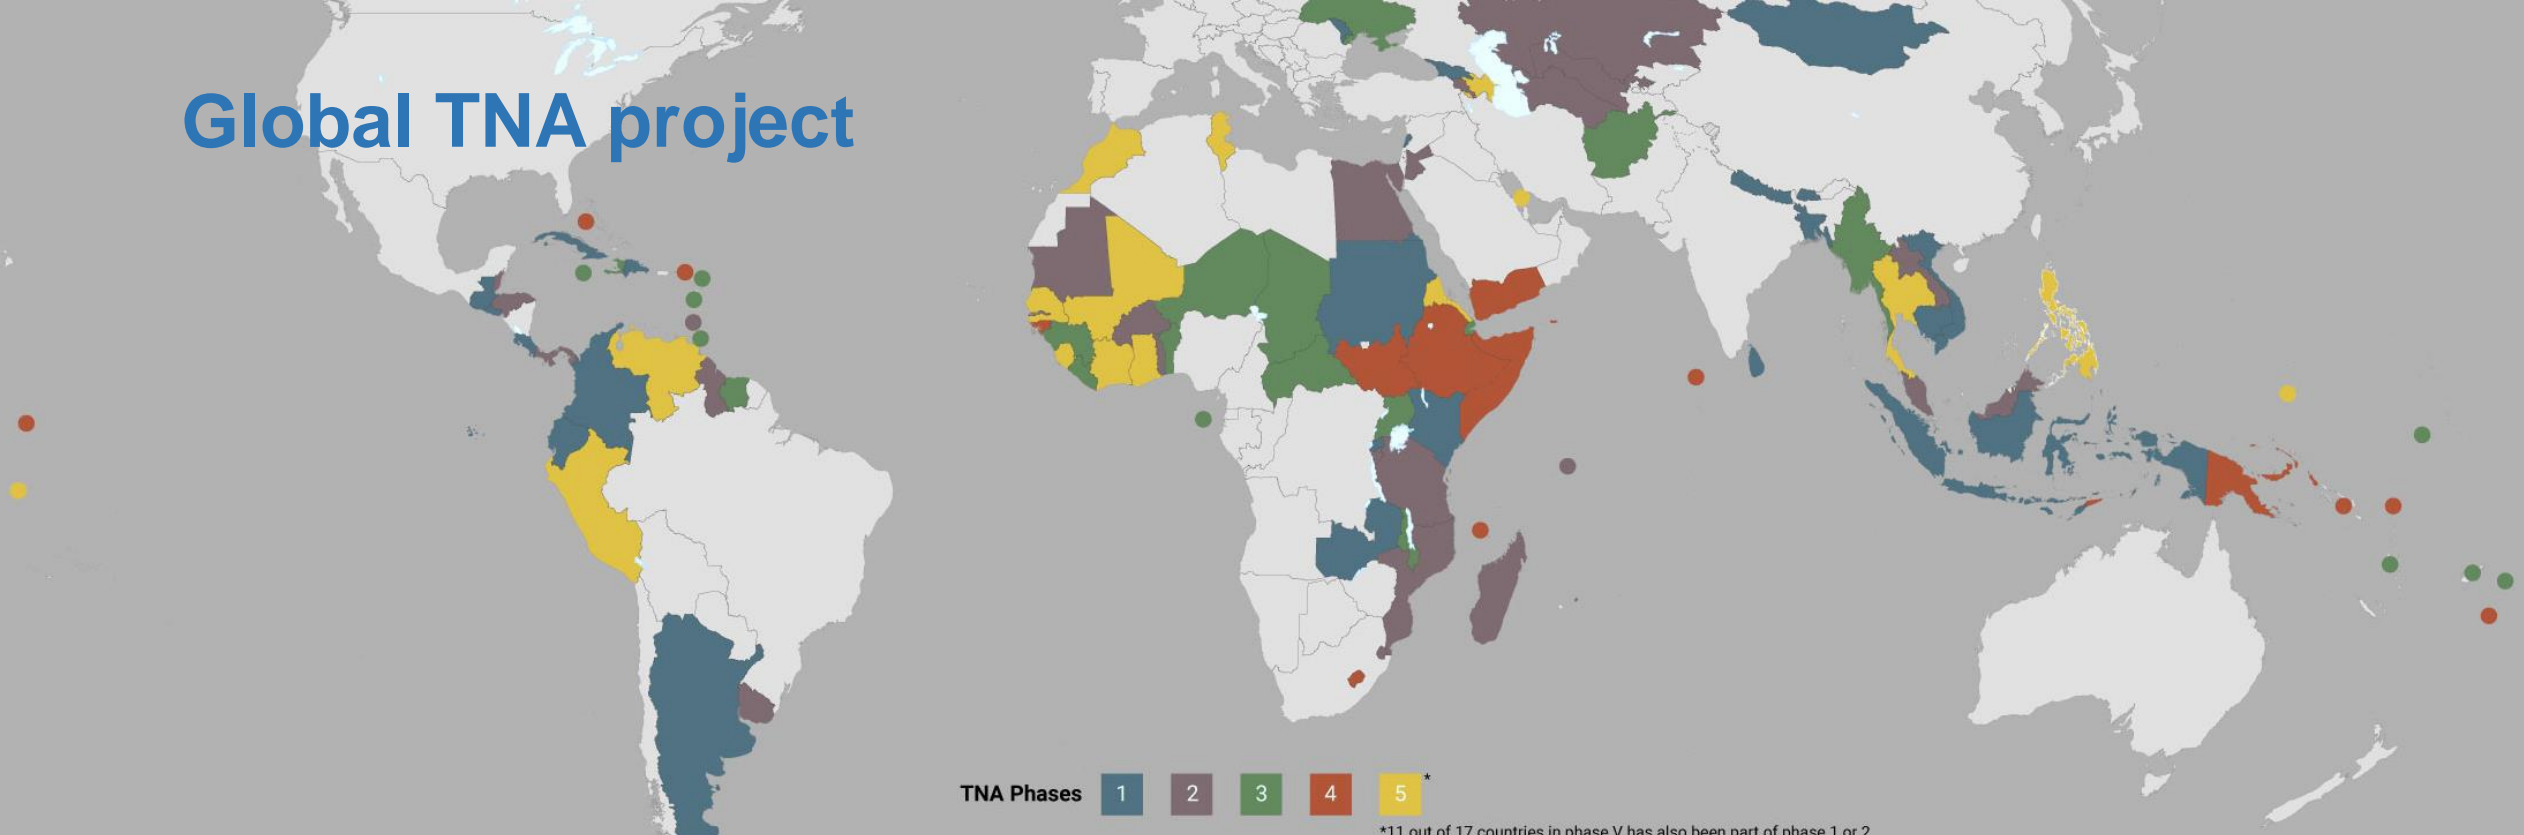 Global TNA project
TNA Phases 1 2 3 4 5 *
*11 out of 17 countries in phase V has also been part of phase 1 or 2